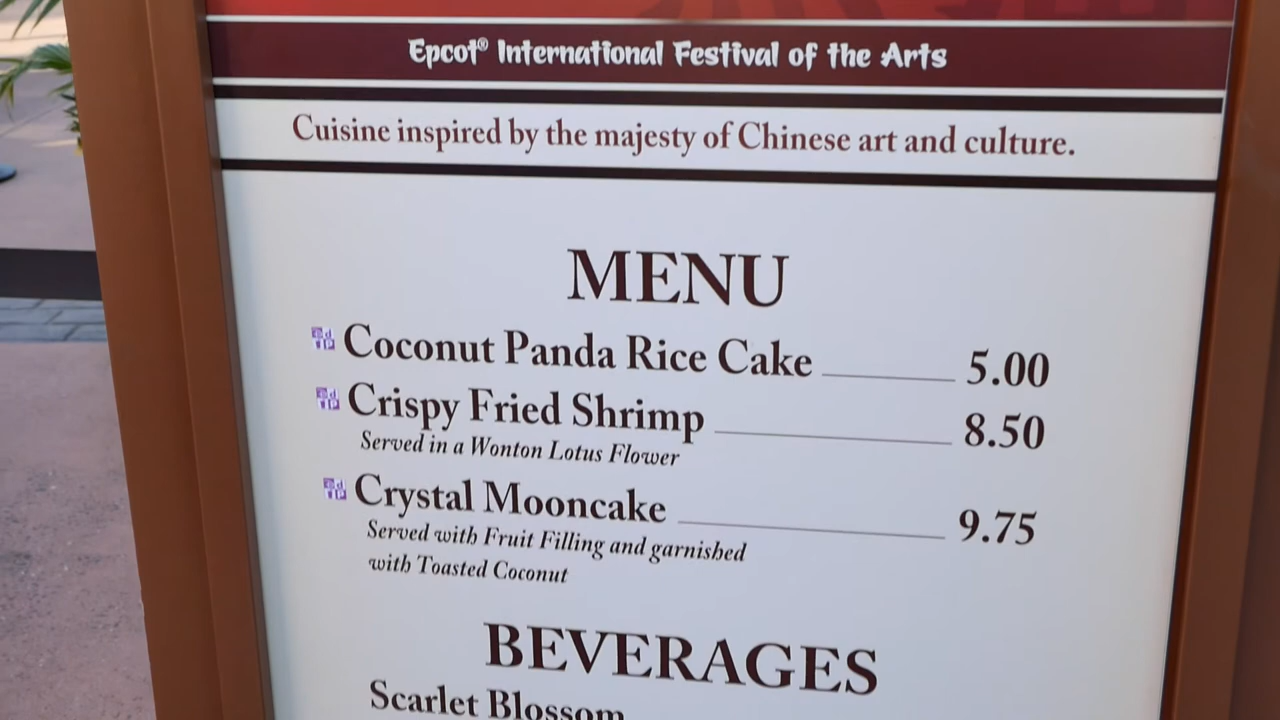 Epcot® International Festival of the Arts
Cuisine inspired by the majesty of Chinese art and culture.
MENU
Coconut Panda Rice Cake 5.00
Crispy Fried Shrimp 8.50
Served in a Wonton Lotus Flower
Crystal Mooncake 9.75
Served with Fruit Filling and garnished
with Toasted Coconut
BEVERAGES
Scarlet Blossom